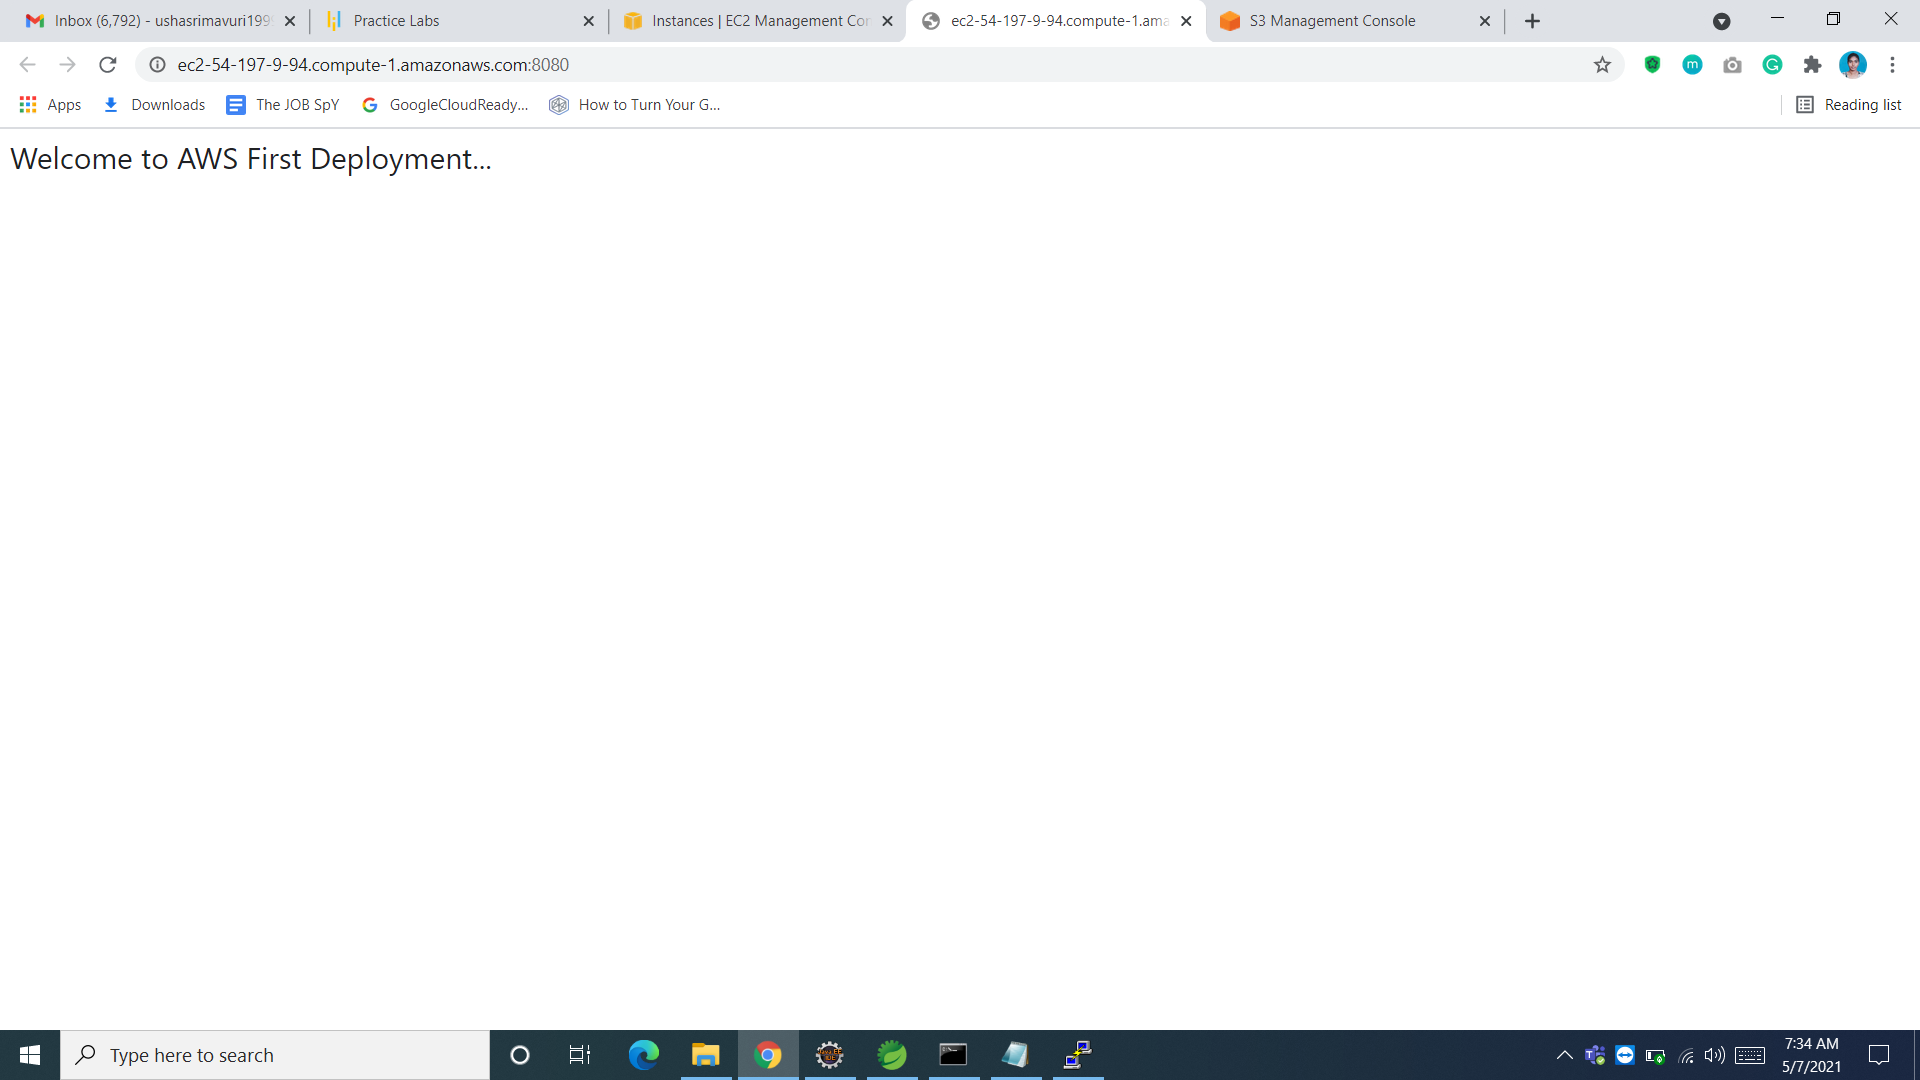 Inbox (6,792) - ushasrimavuri199
Practice Labs
Instances | EC2 Management Con
ec2-54-197-9-94.compute-1.ama
S3 Management Console
ec2-54-197-9-94.compute-1.amazonaws.com:8080
Apps
Downloads
The JOB SpY
GoogleCloudReady...
How to Turn Your G...
Reading list
Welcome to AWS First Deployment...
Type here to search
7:34 AM
5/7/2021